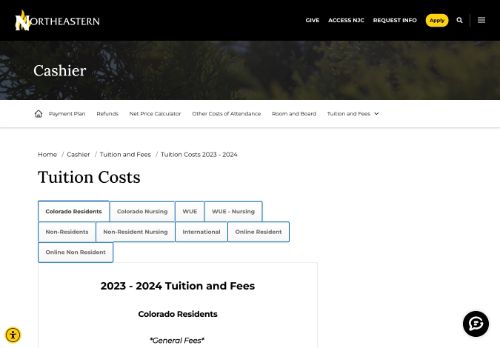 NORTHEASTERN
GIVE ACCESS NJC REQUEST INFO Apply
Cashier
Payment Plan Refunds Net Price Calculator Other Costs of Attendance Room and Board Tuition and Fees
Home / Cashier / Tuition and Fees / Tuition Costs 2023 - 2024
Tuition Costs
Colorado Residents Colorado Nursing WUE WUE - Nursing
Non-Residents Non-Resident Nursing International Online Resident
Online Non Resident
2023 - 2024 Tuition and Fees
Colorado Residents
*General Fees*